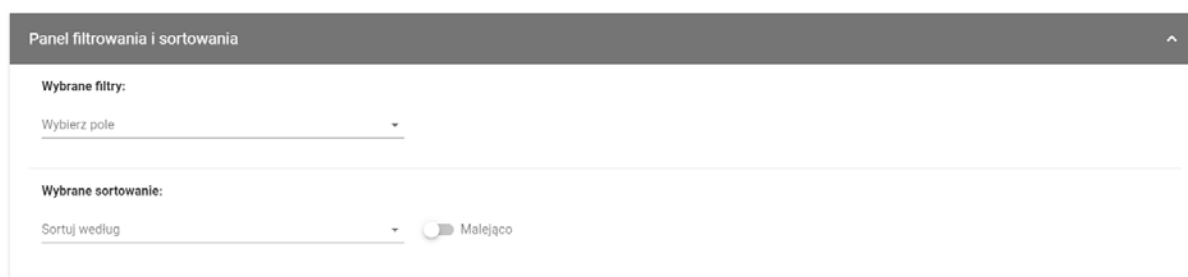 Panel filtrowania i sortowania
Wybrane filtry:
Wybierz pole
Wybrane sortowanie:
Sortuj według
Malejąco